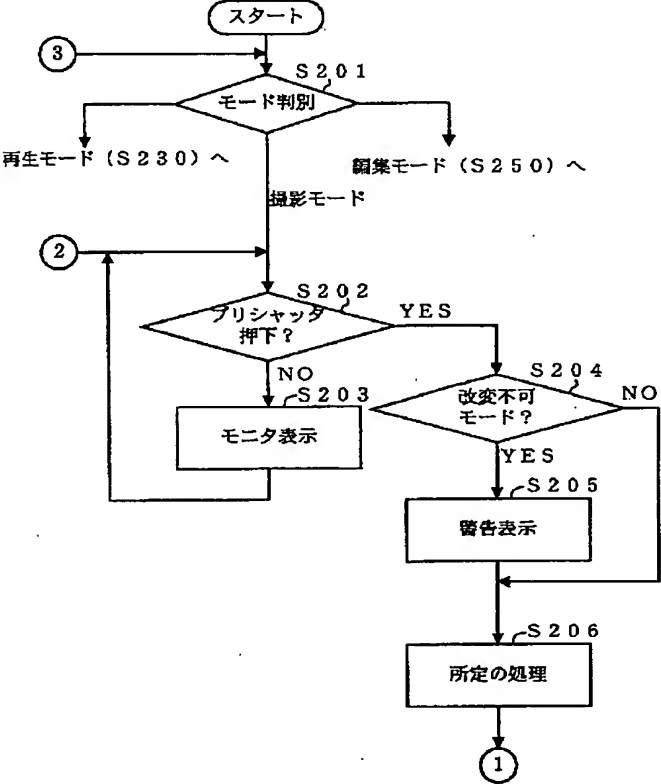 スタート
3
S201
モード判別
再生モード(S230)へ
編集モード(S250)へ
撮影モード
2
S202
プリシャッタ
押下?
YES
NO
S203
モニタ表示
S204
改変不可
モード?
NO
YES
S205
警告表示
S206
所定の処理
1